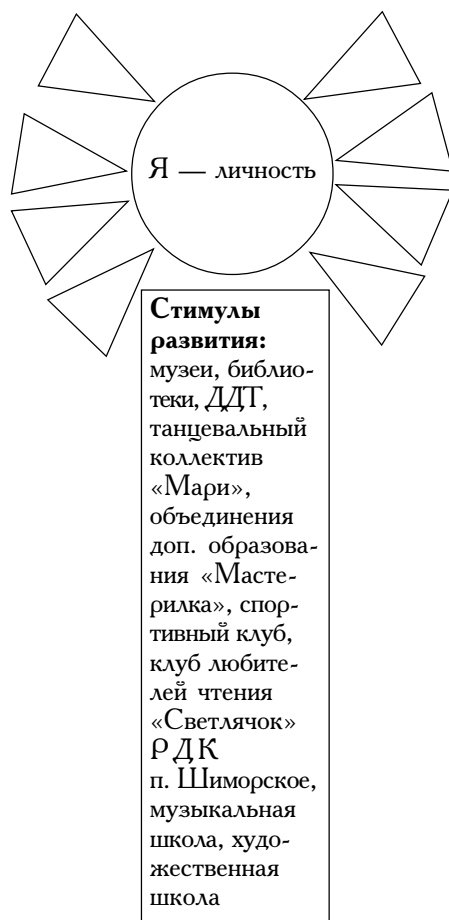 Я — личность
Стимулы
развития:
музеи, библио-
теки, ДДТ,
танцевальный
коллектив
«Мари»,
объединения
доп. образова-
ния «Масте-
рилка», спор-
тивный клуб,
клуб любите-
лей чтения
«Светлячок»
РДК
п. Шиморское,
музыкальная
школа, худо-
жественная
школа